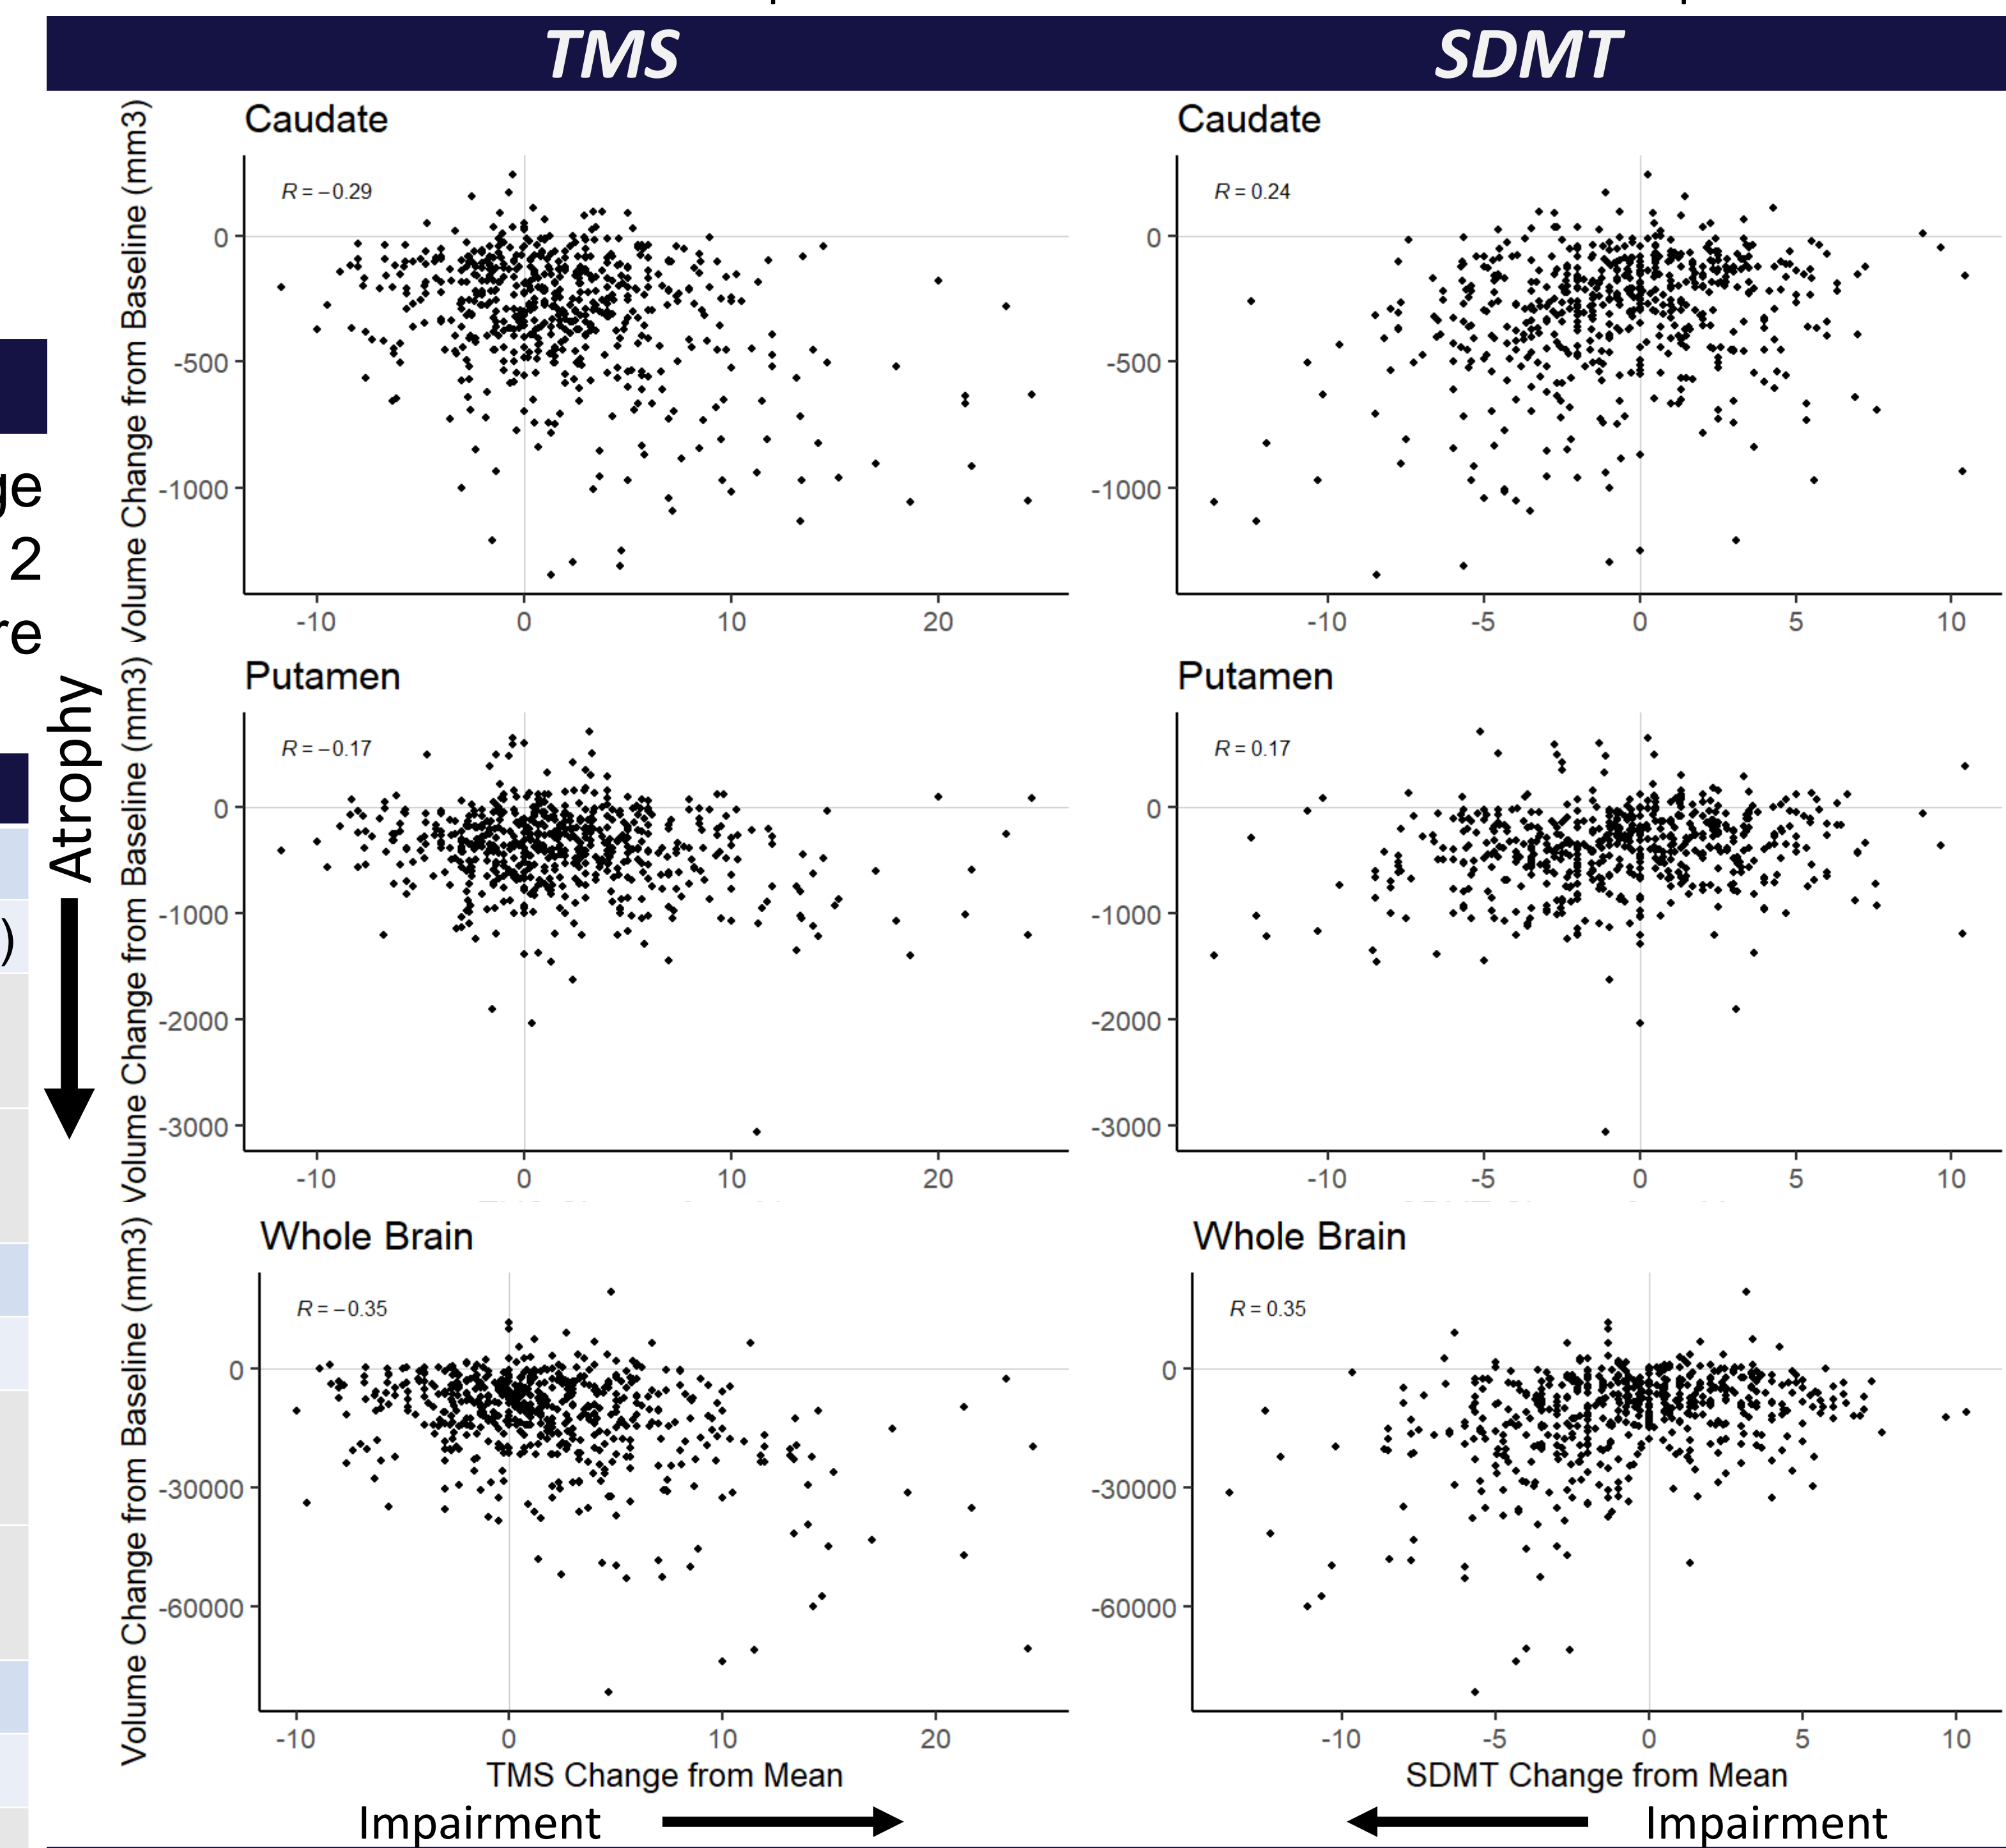 TMS
SDMT
ge
2
re
)
Atrophy
Caudate
Volume Change from Baseline (mm3)
R = −0.29
0
-500
-1000
-10
0
10
20
Caudate
R = 0.24
0
-500
-1000
-10
-5
0
5
10
Putamen
Volume Change from Baseline (mm3)
R = −0.17
0
-1000
-2000
-3000
-10
0
10
20
Putamen
R = 0.17
0
-1000
-2000
-3000
-10
-5
0
5
10
Whole Brain
Volume Change from Baseline (mm3)
R = −0.35
0
-30000
-60000
-10
0
10
20
TMS Change from Mean
Impairment
Whole Brain
R = 0.35
0
-30000
-60000
-10
-5
0
5
10
SDMT Change from Mean
Impairment